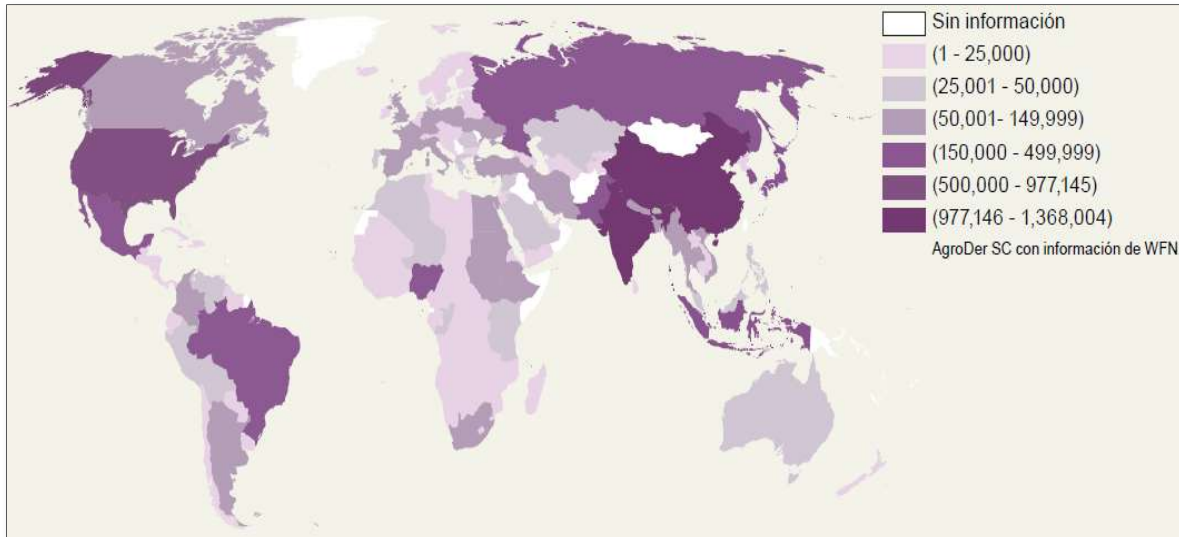 Sin información
(1 - 25,000)
(25,001 - 50,000)
(50,001- 149,999)
(150,000 - 499,999)
(500,000 - 977,145)
(977,146 - 1,368,004)
AgroDer SC con información de WFN